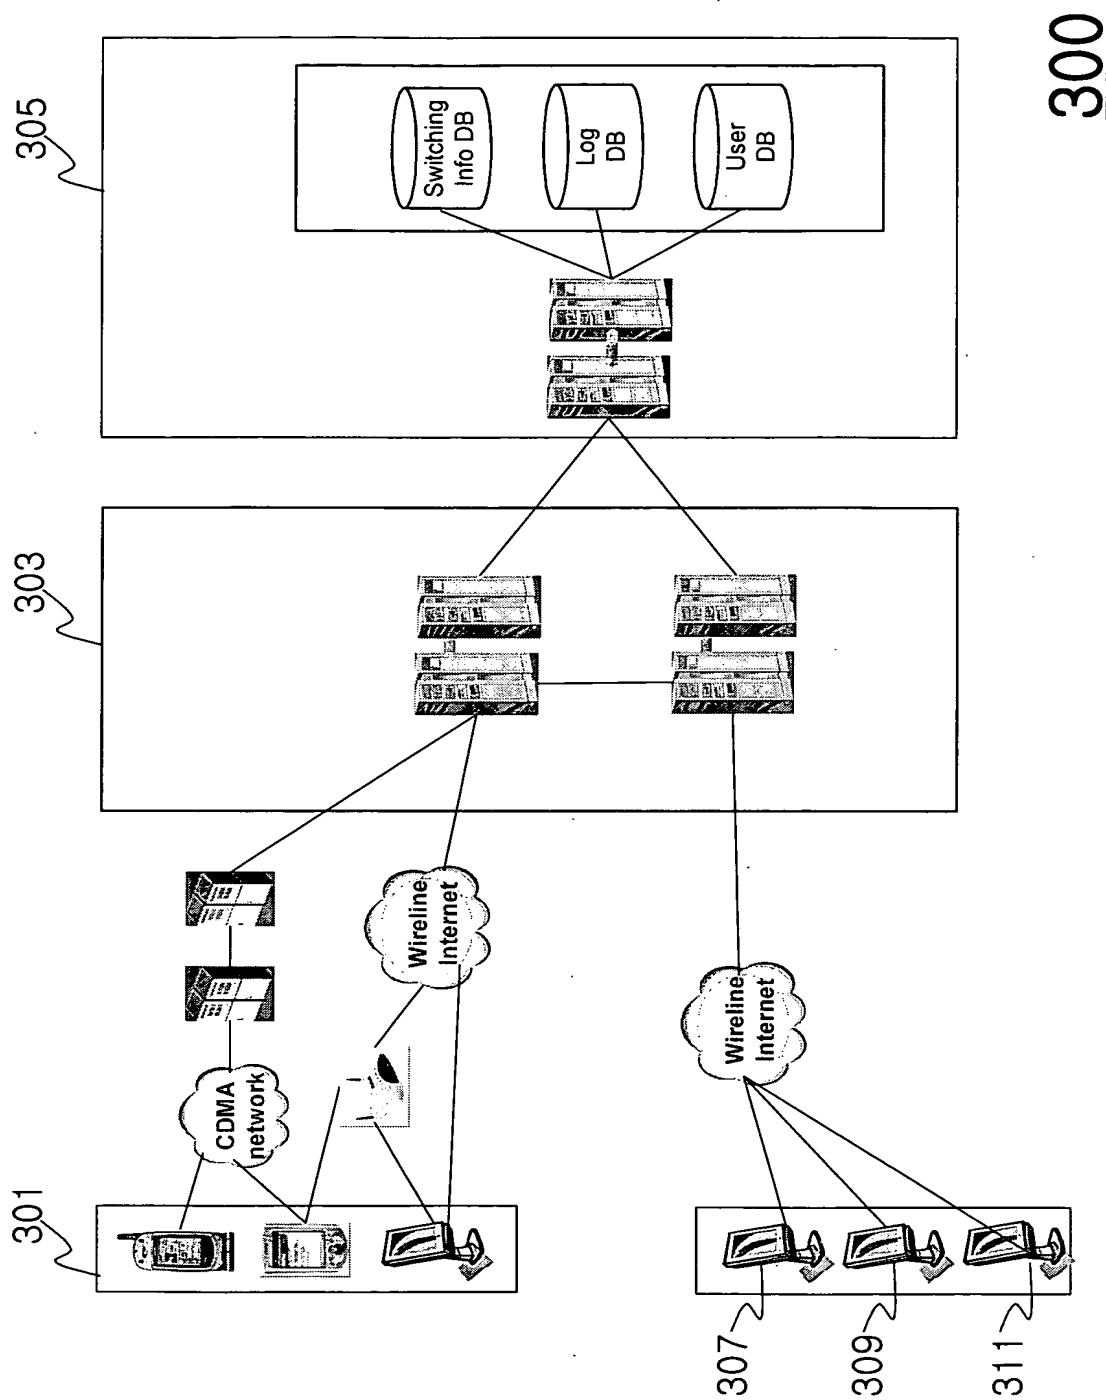 300
305
Switching
Info DB
Log
DB
User
DB
303
Wireline
Internet
Wireline
Internet
CDMA
network
301
307
309
311